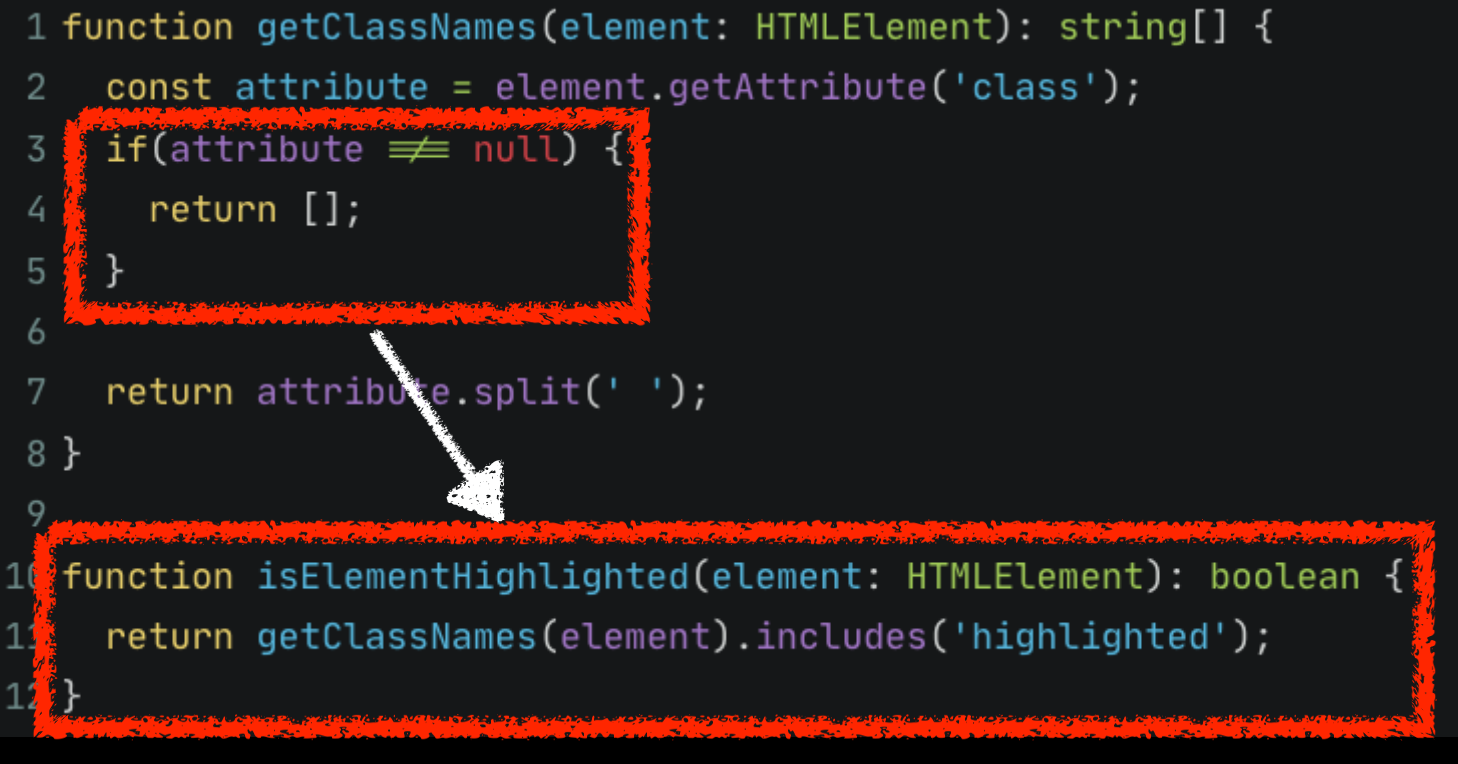 1 function getClassNames(element: HTMLElement): string[] {
2   const attribute = element.getAttribute('class');
3   if(attribute !== null) {
4     return [];
5   }
6
7   return attribute.split(' ');
8 }
9
10 function isElementHighlighted(element: HTMLElement): boolean {
11   return getClassNames(element).includes('highlighted');
12 }